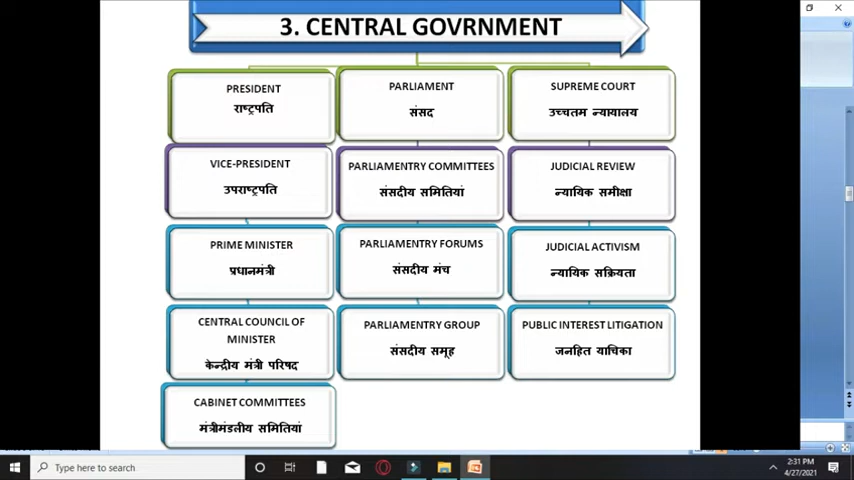 3. CENTRAL GOVRNMENT
PRESIDENT
राष्ट्रपति
VICE-PRESIDENT
उपराष्ट्रपति
PRIME MINISTER
प्रधानमंत्री
CENTRAL COUNCIL OF
MINISTER
केन्द्रीय मंत्री परिषद
CABINET COMMITTEES
मंत्रीमंडलीय समितियां
PARLIAMENT
संसद
PARLIAMENTRY COMMITTEES
संसदीय समितियां
PARLIAMENTRY FORUMS
संसदीय मंच
PARLIAMENTRY GROUP
संसदीय समूह
SUPREME COURT
उच्चतम न्यायालय
JUDICIAL REVIEW
न्यायिक समीक्षा
JUDICIAL ACTIVISM
न्यायिक सक्रियता
PUBLIC INTEREST LITIGATION
जनहित याचिका
Type here to search
2:31 PM
4/27/2021